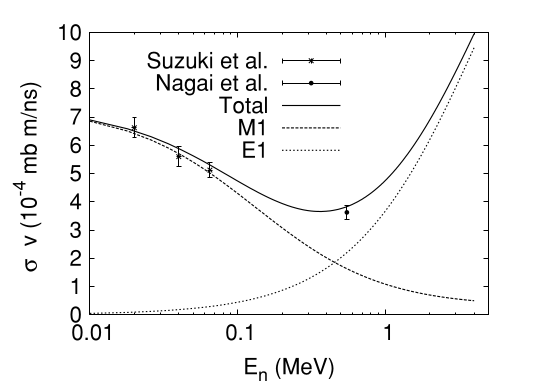 10
9
8
7
6
5
4
3
2
1
0
σ v (10^-4 mb m/ns)
Suzuki et al.
Nagai et al.
Total
M1
E1
0.01 0.1 1
E_n (MeV)